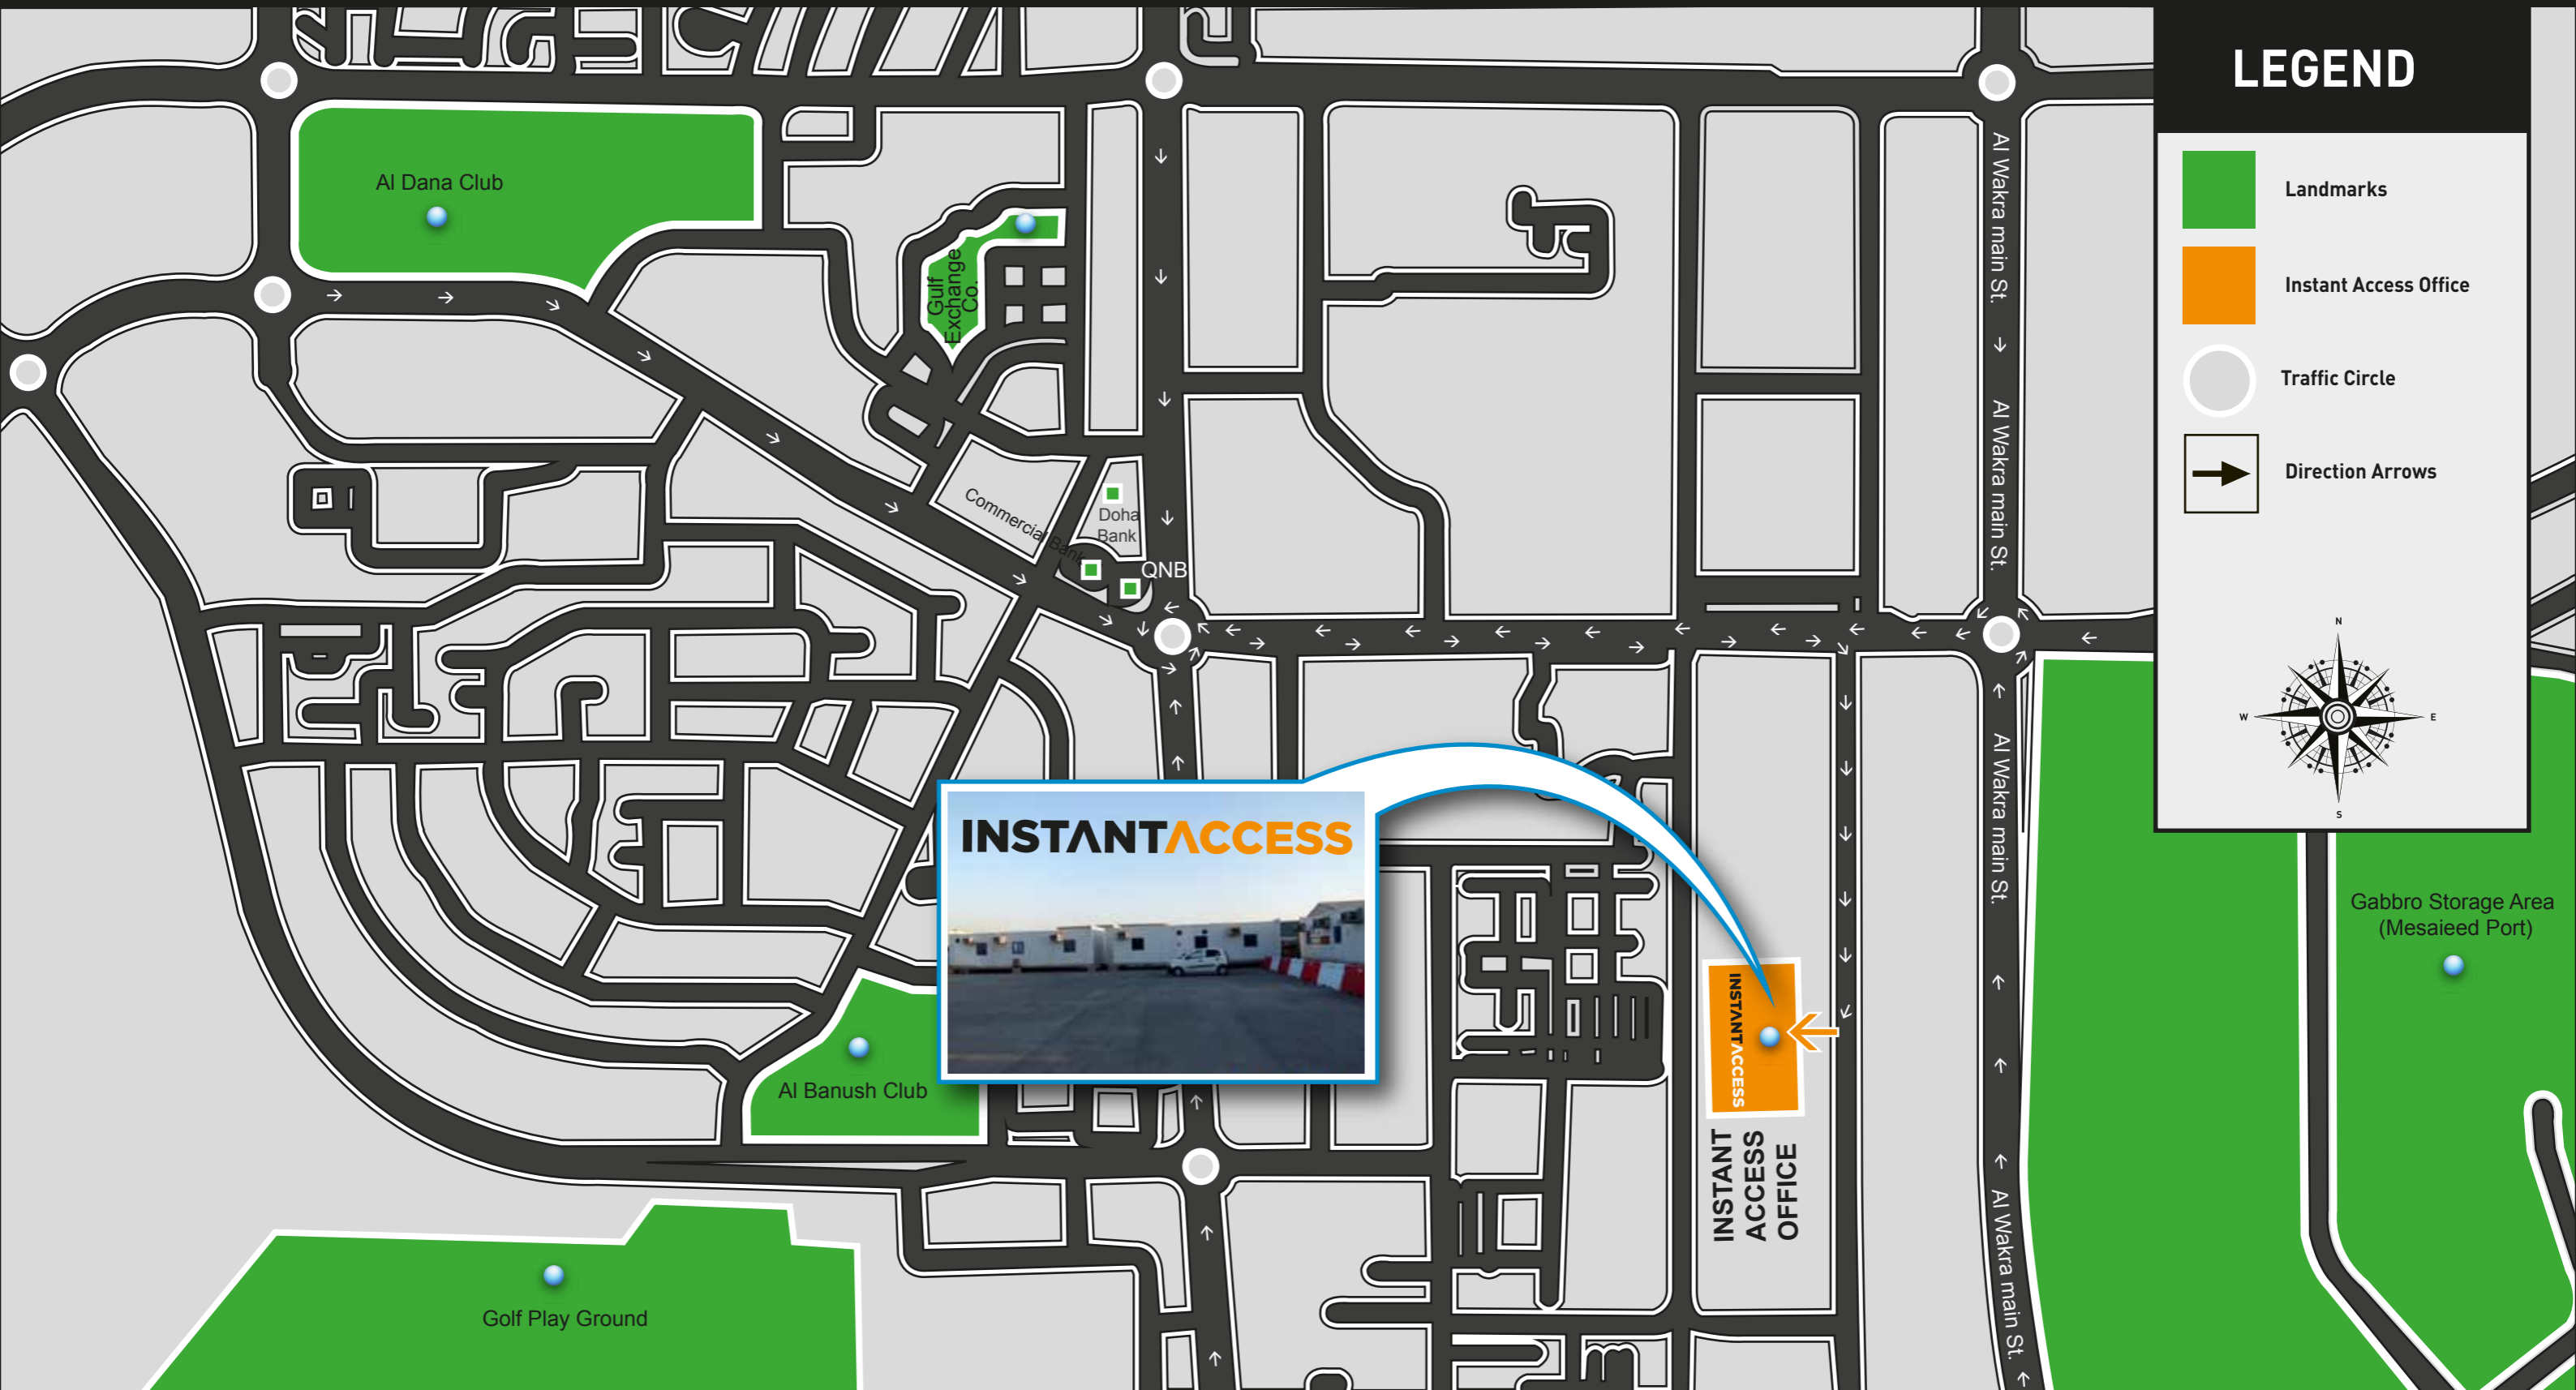 LEGEND
Landmarks
Instant Access Office
Traffic Circle
Direction Arrows
N
W
E
S
Al Dana Club
Gulf
Exchange
Co.
Commercial Bank
Doha
Bank
QNB
Al Wakra main St.
Al Wakra main St.
Al Wakra main St.
Al Wakra main St.
INSTANTACCESS
INSTANTACCESS
INSTANT
ACCESS
OFFICE
Gabbro Storage Area
(Mesaieed Port)
Al Banush Club
Golf Play Ground